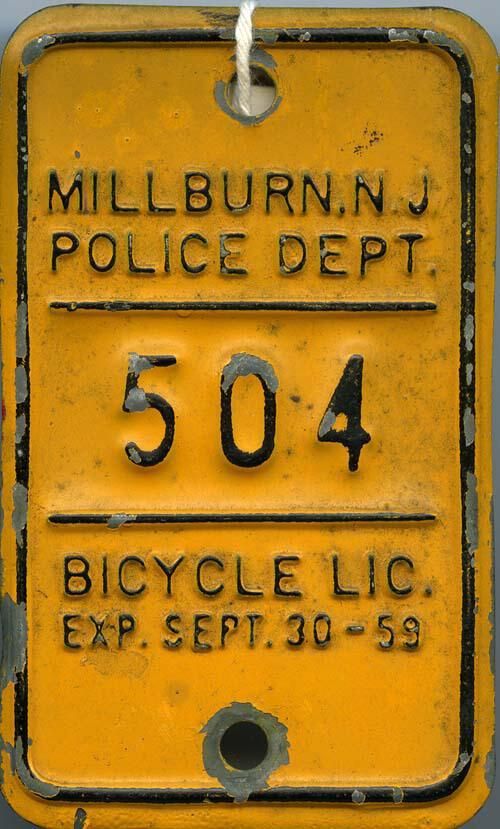 MILLBURN.N J
POLICE DEPT.
504
BICYCLE LIC.
EXP. SEPT. 30-59